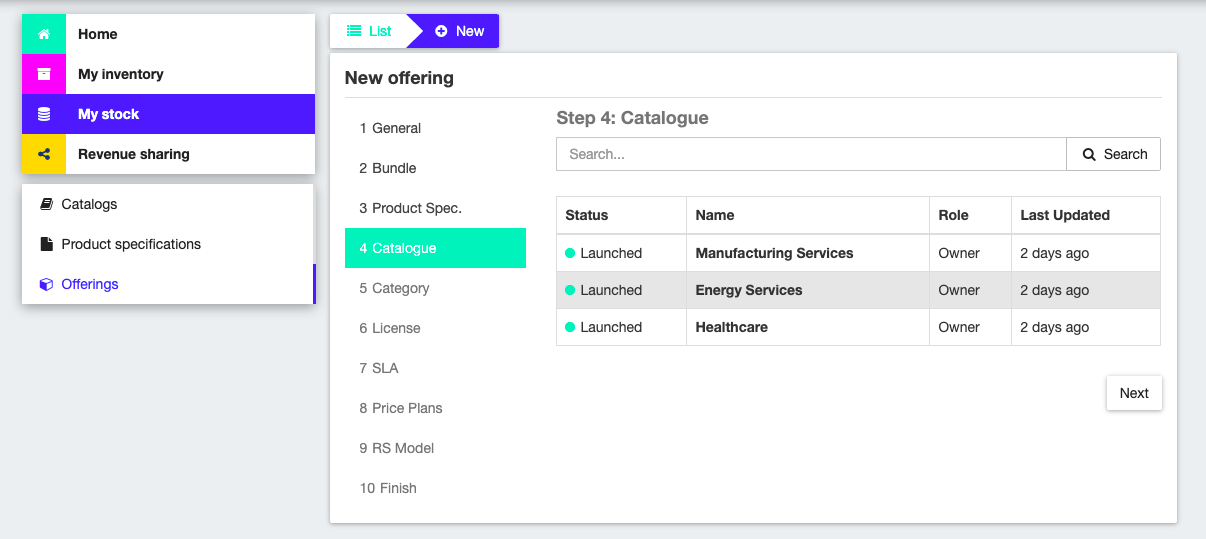 Home
My inventory
My stock
Revenue sharing
Catalogs
Product specifications
Offerings
List New
New offering
1 General
2 Bundle
3 Product Spec.
4 Catalogue
5 Category
6 License
7 SLA
8 Price Plans
9 RS Model
10 Finish
Step 4: Catalogue
Search... Search
Status Name Role Last Updated
Launched Manufacturing Services Owner 2 days ago
Launched Energy Services Owner 2 days ago
Launched Healthcare Owner 2 days ago
Next